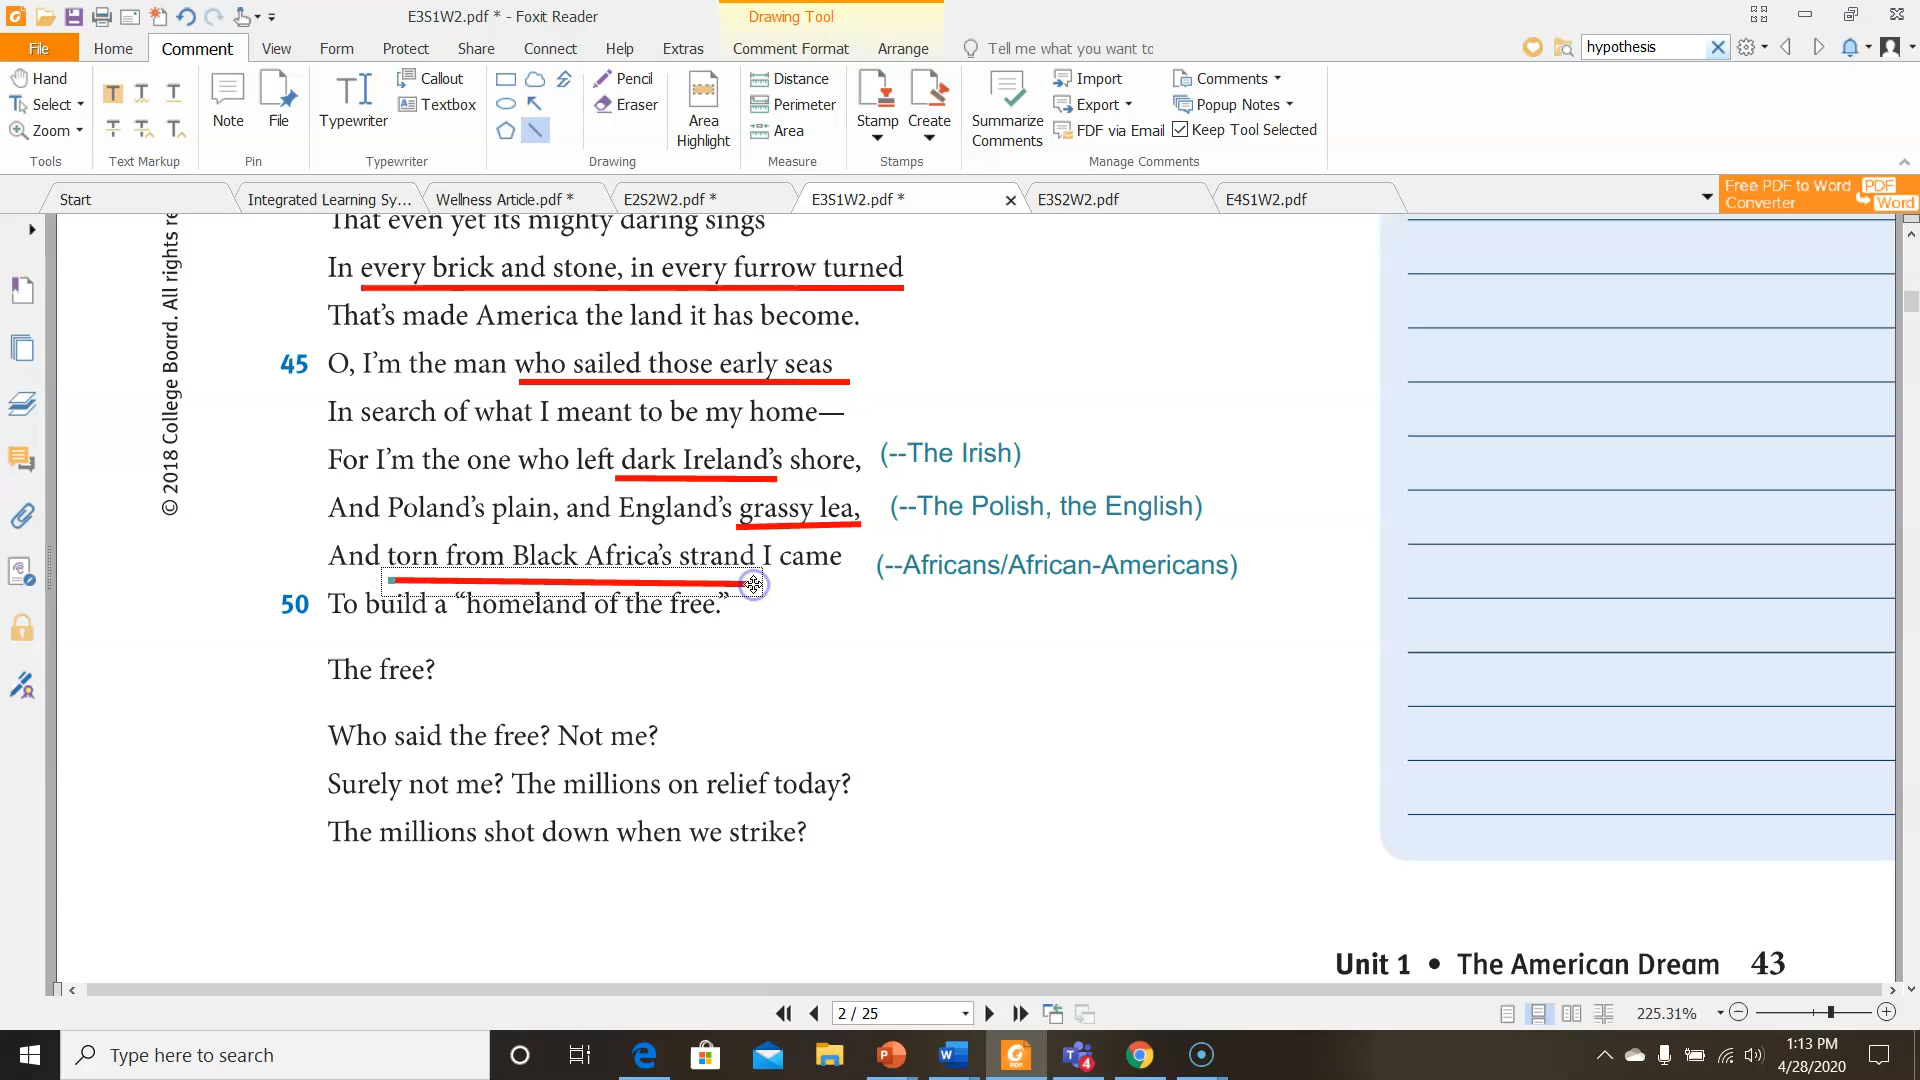 E3S1W2.pdf * - Foxit Reader
Drawing Tool
File Home Comment View Form Protect Share Connect Help Extras Comment Format Arrange Tell me what you want to hypothesis
Hand
Select
Zoom
Tools
Text Markup
Note
File
Pin
Typewriter
Callout
Textbox
Typewriter
Pencil
Eraser
Drawing
Area
Highlight
Distance
Perimeter
Area
Measure
Stamp
Create
Stamps
Summarize
Comments
Import
Export
FDF via Email
Comments
Popup Notes
Keep Tool Selected
Manage Comments
Start
Integrated Learning Sy...
Wellness Article.pdf *
E2S2W2.pdf *
E3S1W2.pdf *
E3S2W2.pdf
E4S1W2.pdf
Free PDF to Word
Converter
PDF
Word
© 2018 College Board. All rights re
That even yet its mighty daring sings
In every brick and stone, in every furrow turned
That's made America the land it has become.
45 O, I'm the man who sailed those early seas
In search of what I meant to be my home—
For I'm the one who left dark Ireland's shore, (--The Irish)
And Poland's plain, and England's grassy lea, (--The Polish, the English)
And torn from Black Africa's strand I came (--Africans/African-Americans)
50 To build a “homeland of the free.”
The free?
Who said the free? Not me?
Surely not me? The millions on relief today?
The millions shot down when we strike?
Unit 1 • The American Dream 43
2 / 25
225.31%
Type here to search
4
1:13 PM
4/28/2020